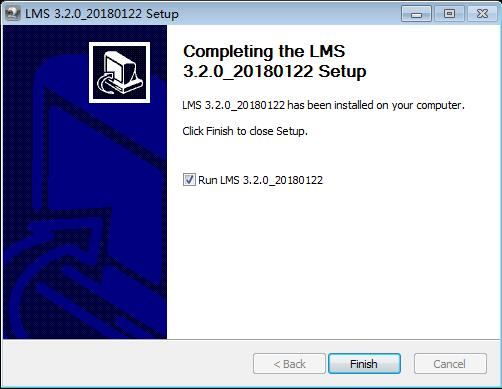 LMS 3.2.0_20180122 Setup
Completing the LMS
3.2.0_20180122 Setup
LMS 3.2.0_20180122 has been installed on your computer.
Click Finish to close Setup.
Run LMS 3.2.0_20180122
< Back
Finish
Cancel